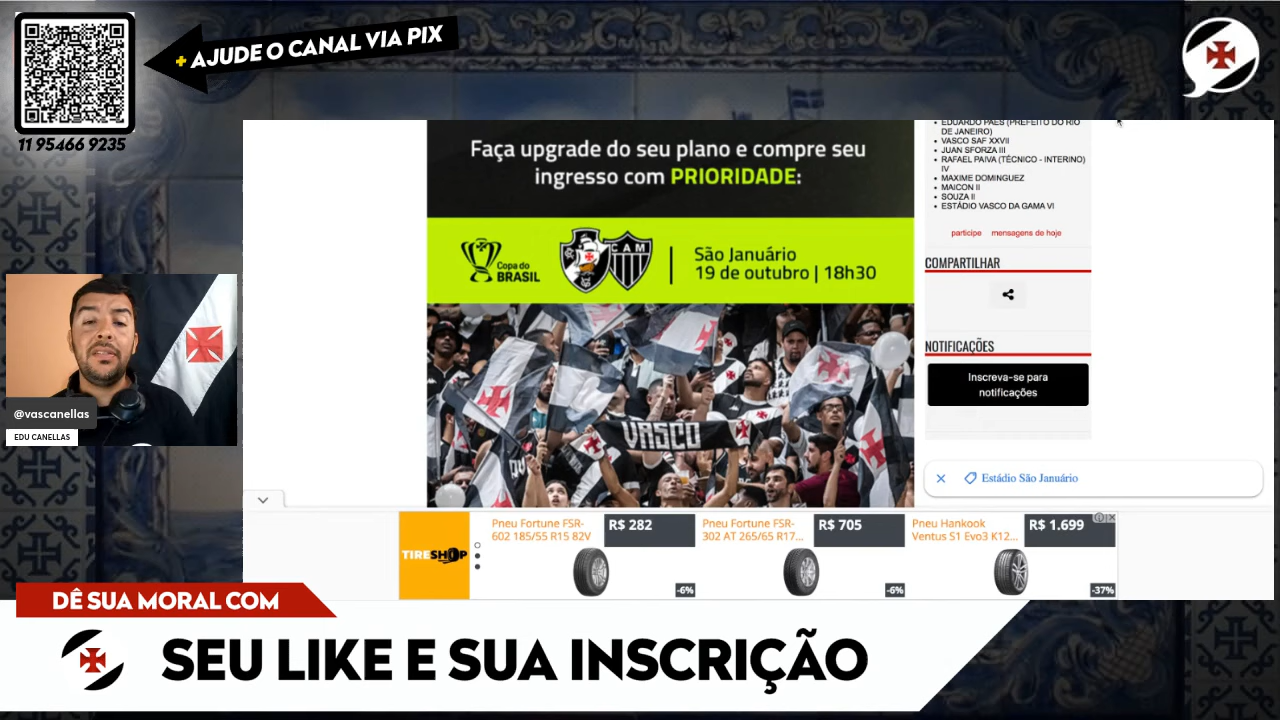 + AJUDE O CANAL VIA PIX
11 95466 9235
Faça upgrade do seu plano e compre seu
ingresso com PRIORIDADE:
Copa do
BRASIL
CAM
São Januário
19 de outubro | 18h30
VASCO
EDUARDO PAES (PREFEITO DO RIO
DE JANEIRO)
VASCO SAF XXVII
JUAN SFORZA III
RAFAEL PAIVA (TÉCNICO - INTERINO)
IV
MAXIME DOMINGUEZ
MAICON II
SOUZA II
ESTÁDIO VASCO DA GAMA VI
participe mensagens de hoje
COMPARTILHAR
NOTIFICAÇÕES
Inscreva-se para
notificações
Estádio São Januário
@vascanellas
EDU CANELLAS
TIRESHOP
Pneu Fortune FSR-
602 185/55 R15 82V
R$ 282
-6%
Pneu Fortune FSR-
302 AT 265/65 R17...
R$ 705
-6%
Pneu Hankook
Ventus S1 Evo3 K12...
R$ 1.699
-37%
DÊ SUA MORAL COM
SEU LIKE E SUA INSCRIÇÃO